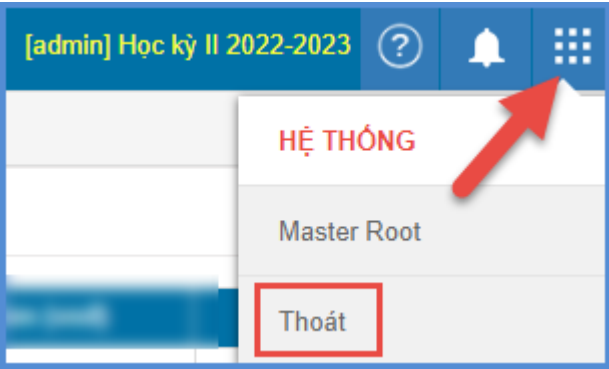 [admin] Học kỳ II 2022-2023
HỆ THỐNG
Master Root
Thoát